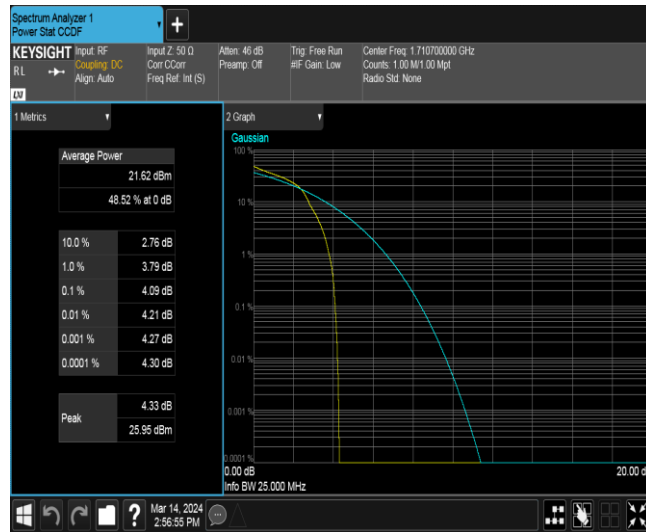 Spectrum Analyzer 1
Power Stat CCDF
+
KEYSIGHT
RL
LXI
Input: RF
Coupling: DC
Align: Auto
Input Z: 50 Ω
Corr CCorr
Freq Ref: Int (S)
Atten: 46 dB
Preamp: Off
Trig: Free Run
#IF Gain: Low
Center Freq: 1.710700000 GHz
Counts: 1.00 M/1.00 Mpt
Radio Std: None
1 Metrics
Average Power
21.62 dBm
48.52 % at 0 dB
10.0 % 2.76 dB
1.0 % 3.79 dB
0.1 % 4.09 dB
0.01 % 4.21 dB
0.001 % 4.27 dB
0.0001 % 4.30 dB
Peak
4.33 dB
25.95 dBm
2 Graph
Gaussian
100 %
10 %
1 %
0.1 %
0.01 %
0.001 %
0.0001 %
0.00 dB
20.00 d
Info BW 25.000 MHz
?
Mar 14, 2024
2:56:55 PM